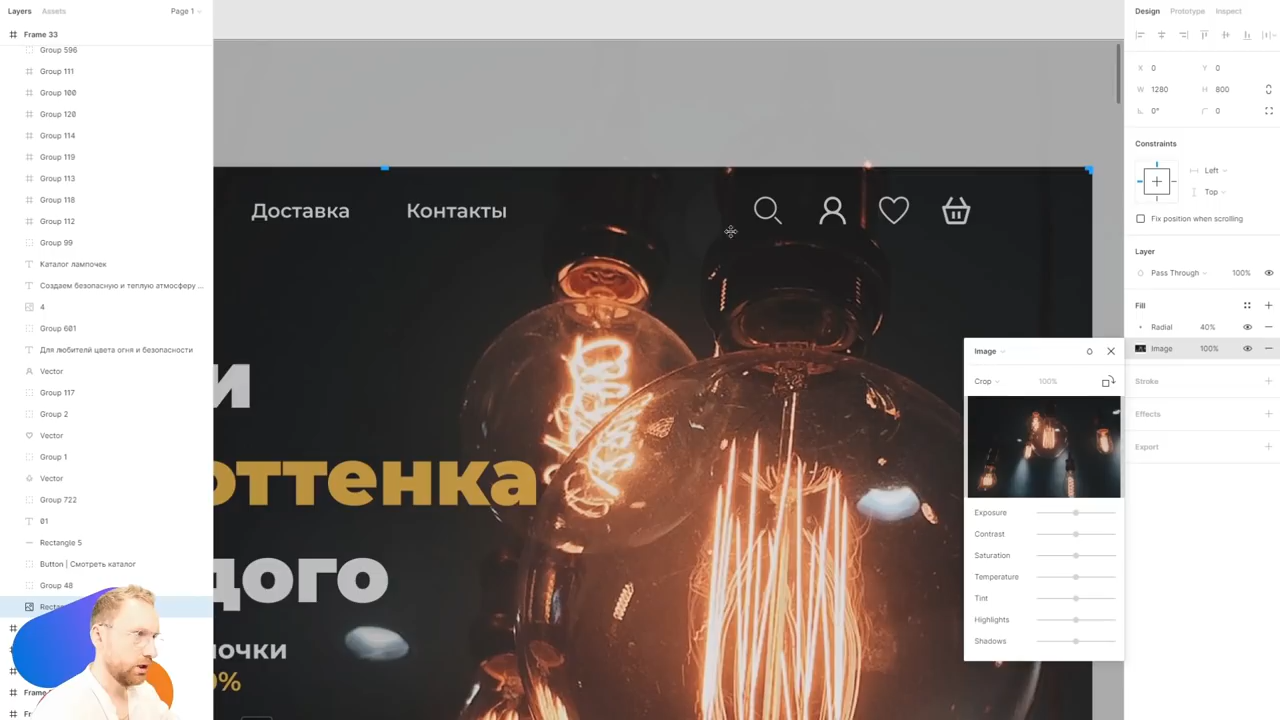 Layers Assets Page 1
Frame 33
Group 596
Group 111
Group 100
Group 120
Group 114
Group 119
Group 113
Group 118
Group 112
Group 99
Каталог лампочек
Создаем безопасную и теплую атмосферу ...
4
Group 601
Для любителй цвета огня и безопасности
Vector
Group 117
Group 2
Vector
Group 1
Vector
Group 722
01
Rectangle 5
Button | Смотреть каталог
Group 48
Доставка Контакты
и
оттенка
дого
почки
%
Design Prototype Inspect
X 0 Y 0
W 1280 H 800
0° 0
Constraints
Left
Top
Fix position when scrolling
Layer
Pass Through 100%
Fill
Radial 40%
Image 100%
Stroke
Effects
Export
Image
Crop 100%
Exposure
Contrast
Saturation
Temperature
Tint
Highlights
Shadows